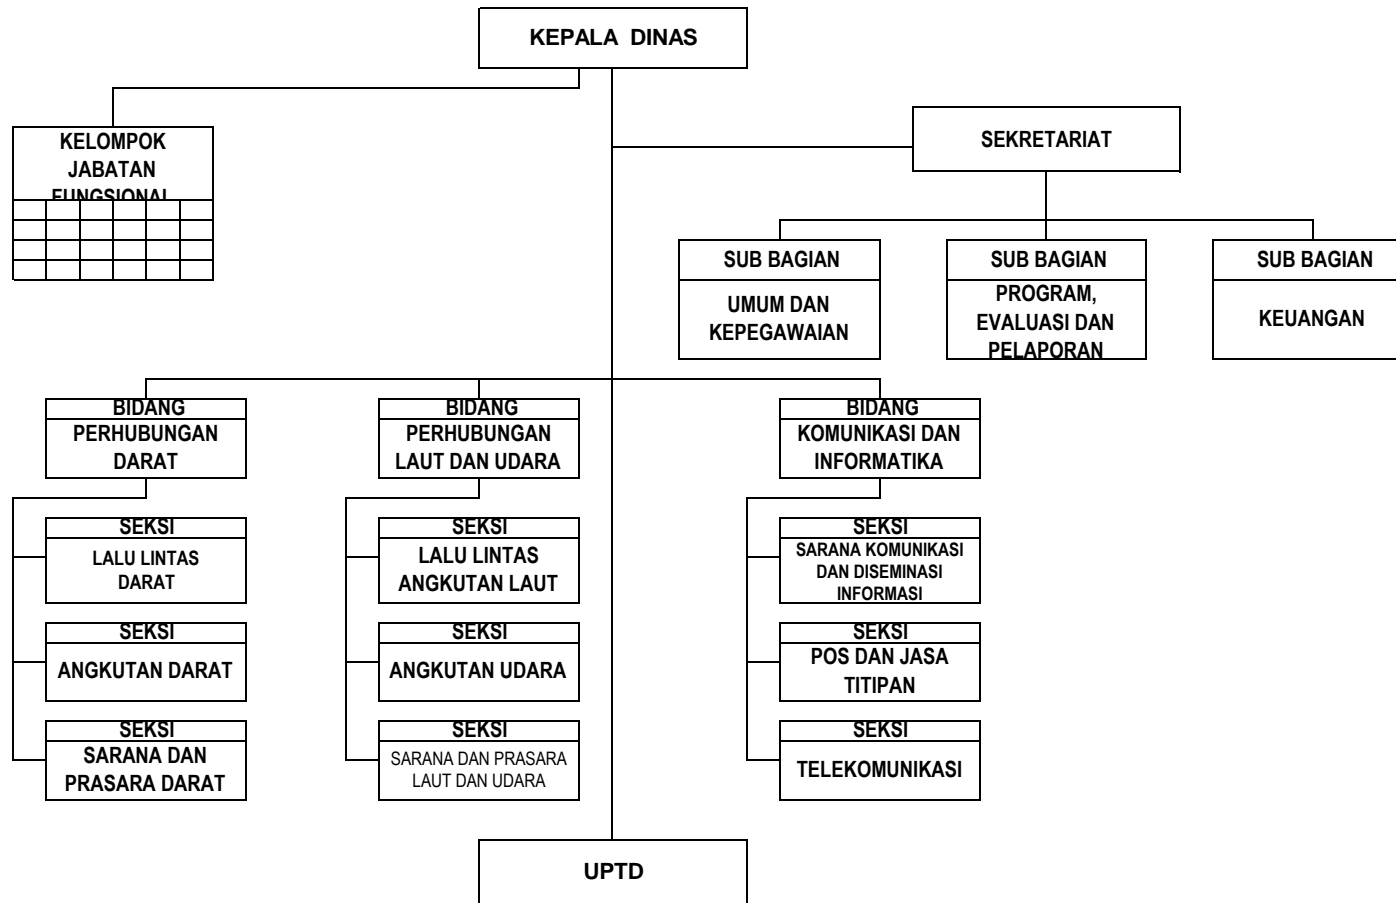 KEPALA DINAS
KELOMPOK
JABATAN
FUNGSIONAL
SEKRETARIAT
SUB BAGIAN
UMUM DAN
KEPEGAWAIAN
SUB BAGIAN
PROGRAM,
EVALUASI DAN
PELAPORAN
SUB BAGIAN
KEUANGAN
BIDANG
PERHUBUNGAN
DARAT
BIDANG
PERHUBUNGAN
LAUT DAN UDARA
BIDANG
KOMUNIKASI DAN
INFORMATIKA
SEKSI
LALU LINTAS
DARAT
SEKSI
LALU LINTAS
ANGKUTAN LAUT
SEKSI
SARANA KOMUNIKASI
DAN DISEMINASI
INFORMASI
SEKSI
ANGKUTAN DARAT
SEKSI
ANGKUTAN UDARA
SEKSI
POS DAN JASA
TITIPAN
SEKSI
SARANA DAN
PRASARA DARAT
SEKSI
SARANA DAN PRASARA
LAUT DAN UDARA
SEKSI
TELEKOMUNIKASI
UPTD